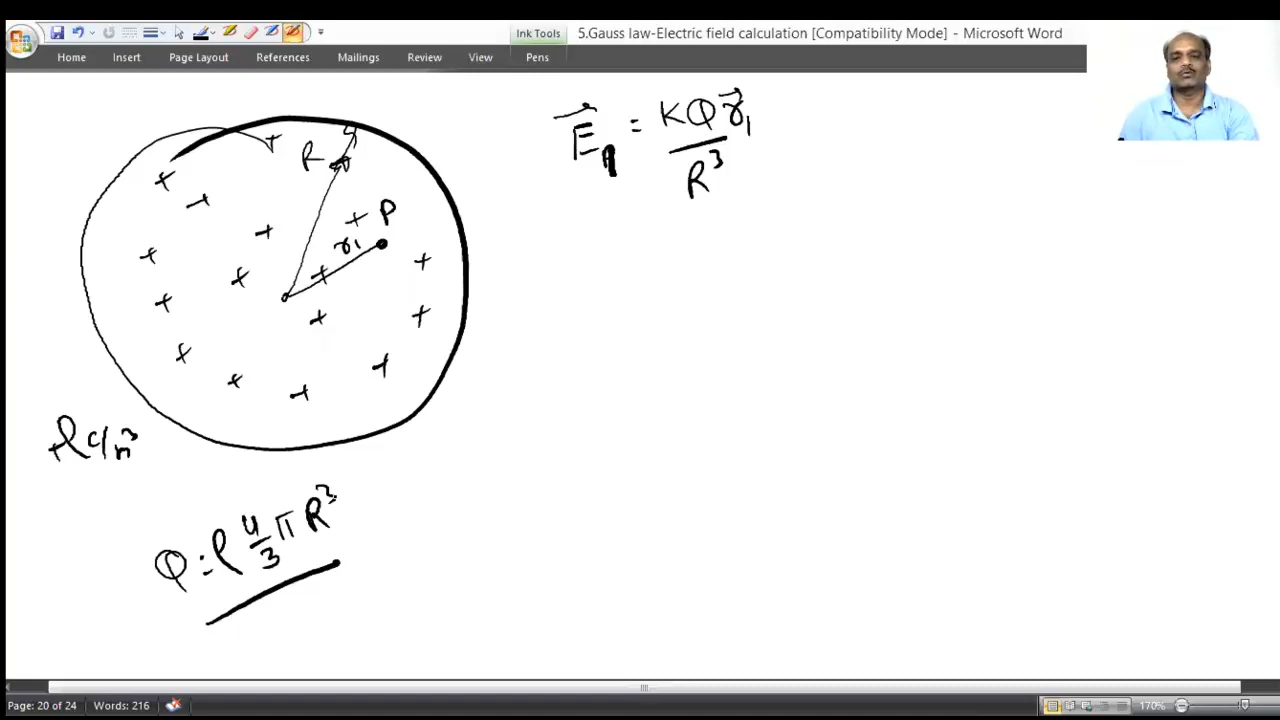 Ink Tools
5.Gauss law-Electric field calculation [Compatibility Mode] - Microsoft Word
Home Insert Page Layout References Mailings Review View Pens
E⃗p = KQr⃗₁ / R³
R
P
r₁
+ρ C/m³
Q = ρ 4/3 π R³
Page: 20 of 24 Words: 216 170%